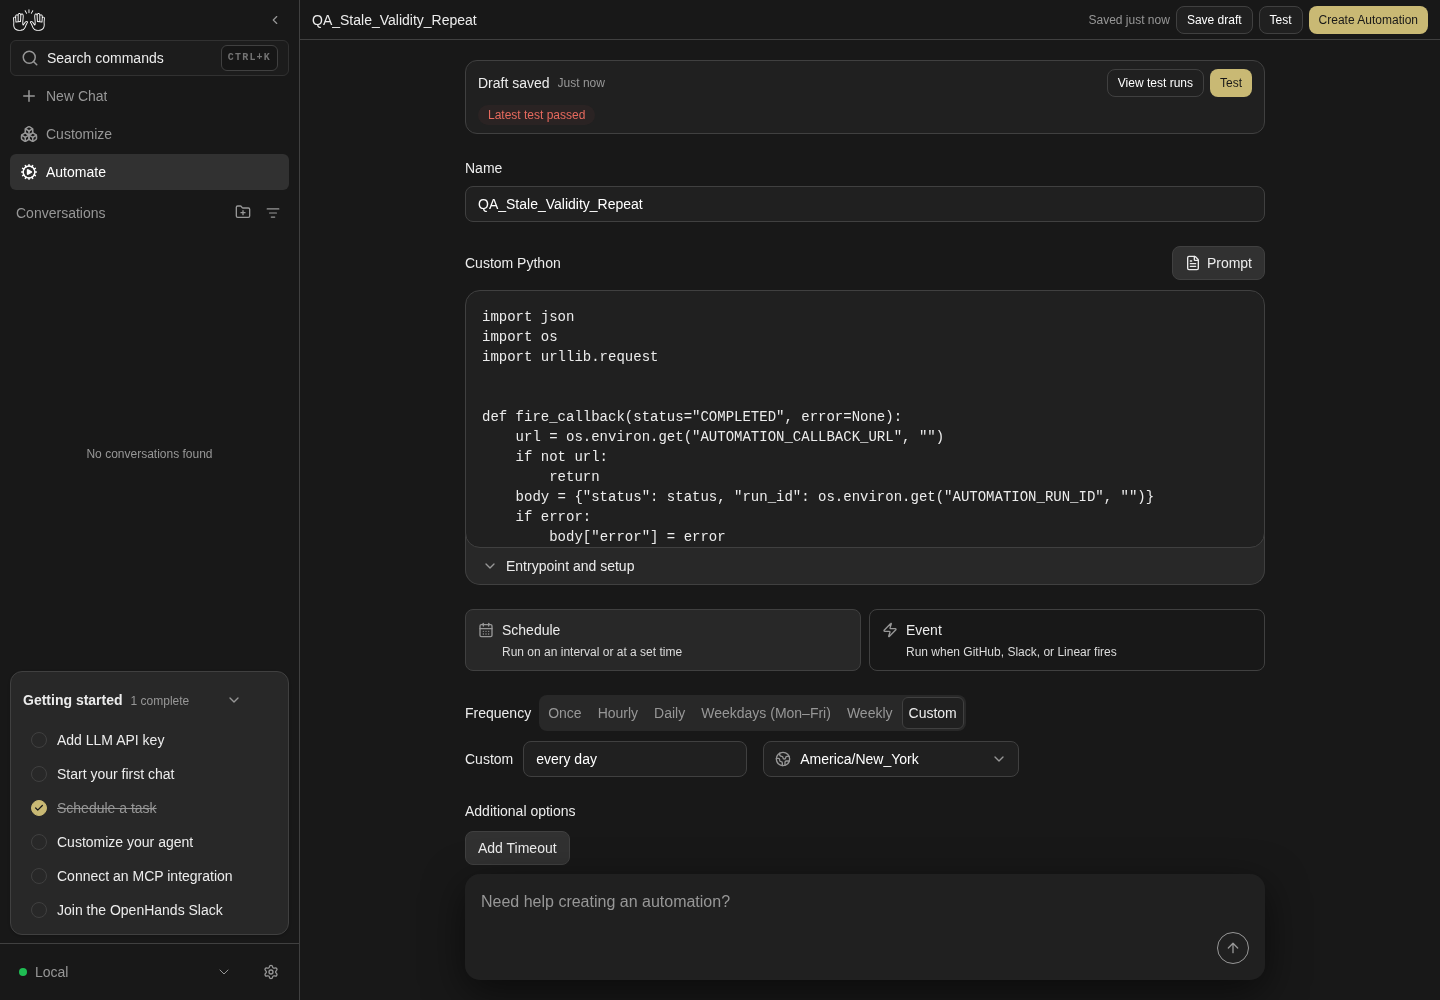 QA_Stale_Validity_Repeat
Saved just now
Save draft
Test
Create Automation
Search commands
CTRL+K
New Chat
Customize
Automate
Conversations
No conversations found
Getting started 1 complete
Add LLM API key
Start your first chat
Schedule a task
Customize your agent
Connect an MCP integration
Join the OpenHands Slack
Local
Draft saved Just now
View test runs
Test
Latest test passed
Name
QA_Stale_Validity_Repeat
Custom Python
Prompt
import json
import os
import urllib.request
def fire_callback(status="COMPLETED", error=None):
    url = os.environ.get("AUTOMATION_CALLBACK_URL", "")
    if not url:
        return
    body = {"status": status, "run_id": os.environ.get("AUTOMATION_RUN_ID", "")}
    if error:
        body["error"] = error
Entrypoint and setup
Schedule
Run on an interval or at a set time
Event
Run when GitHub, Slack, or Linear fires
Frequency Once Hourly Daily Weekdays (Mon–Fri) Weekly Custom
Custom every day America/New_York
Additional options
Add Timeout
Need help creating an automation?